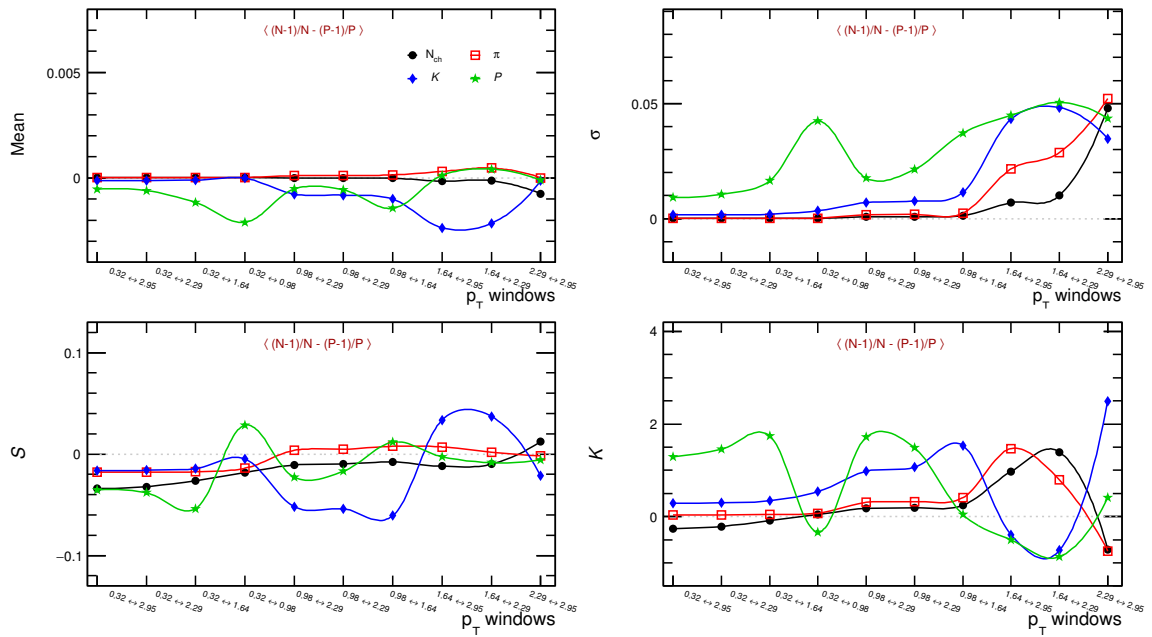 ⟨ (N-1)/N - (P-1)/P ⟩
N_ch π
K P
0.005
0
Mean
0.32 ↔ 2.95 0.32 ↔ 2.29 0.32 ↔ 1.64 0.32 ↔ 0.98 0.98 ↔ 2.95 0.98 ↔ 2.29 0.98 ↔ 1.64 1.64 ↔ 2.95 1.64 ↔ 2.29 2.29 ↔ 2.95
p_T windows
⟨ (N-1)/N - (P-1)/P ⟩
0.05
0
σ
0.32 ↔ 2.95 0.32 ↔ 2.29 0.32 ↔ 1.64 0.32 ↔ 0.98 0.98 ↔ 2.95 0.98 ↔ 2.29 0.98 ↔ 1.64 1.64 ↔ 2.95 1.64 ↔ 2.29 2.29 ↔ 2.95
p_T windows
⟨ (N-1)/N - (P-1)/P ⟩
0.1
0
−0.1
S
0.32 ↔ 2.95 0.32 ↔ 2.29 0.32 ↔ 1.64 0.32 ↔ 0.98 0.98 ↔ 2.95 0.98 ↔ 2.29 0.98 ↔ 1.64 1.64 ↔ 2.95 1.64 ↔ 2.29 2.29 ↔ 2.95
p_T windows
⟨ (N-1)/N - (P-1)/P ⟩
4
2
0
K
0.32 ↔ 2.95 0.32 ↔ 2.29 0.32 ↔ 1.64 0.32 ↔ 0.98 0.98 ↔ 2.95 0.98 ↔ 2.29 0.98 ↔ 1.64 1.64 ↔ 2.95 1.64 ↔ 2.29 2.29 ↔ 2.95
p_T windows